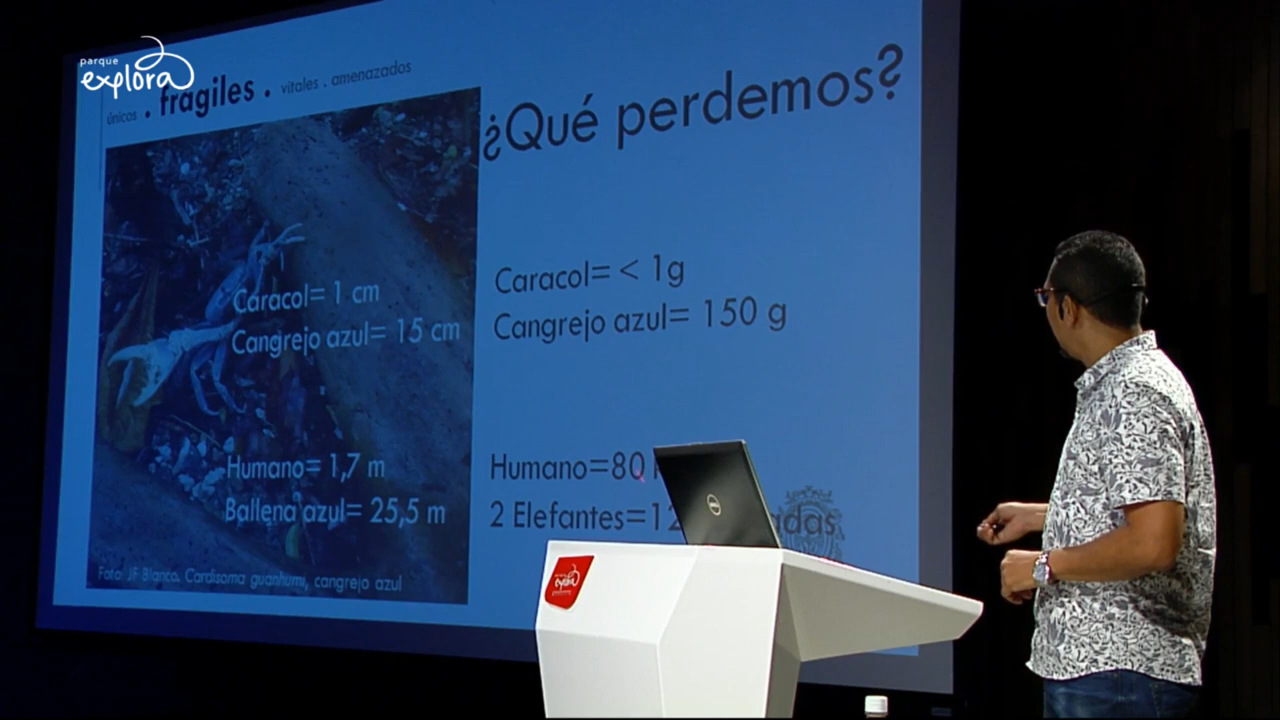 parque
explora
únicos . frágiles . vitales . amenazados
¿Qué perdemos?
Caracol= 1 cm
Cangrejo azul= 15 cm
Caracol= < 1g
Cangrejo azul= 150 g
Humano= 1,7 m
Ballena azul= 25,5 m
Humano=80
2 Elefantes=12
Foto: JF Blanco. Cardisoma guanhumi, cangrejo azul
explora